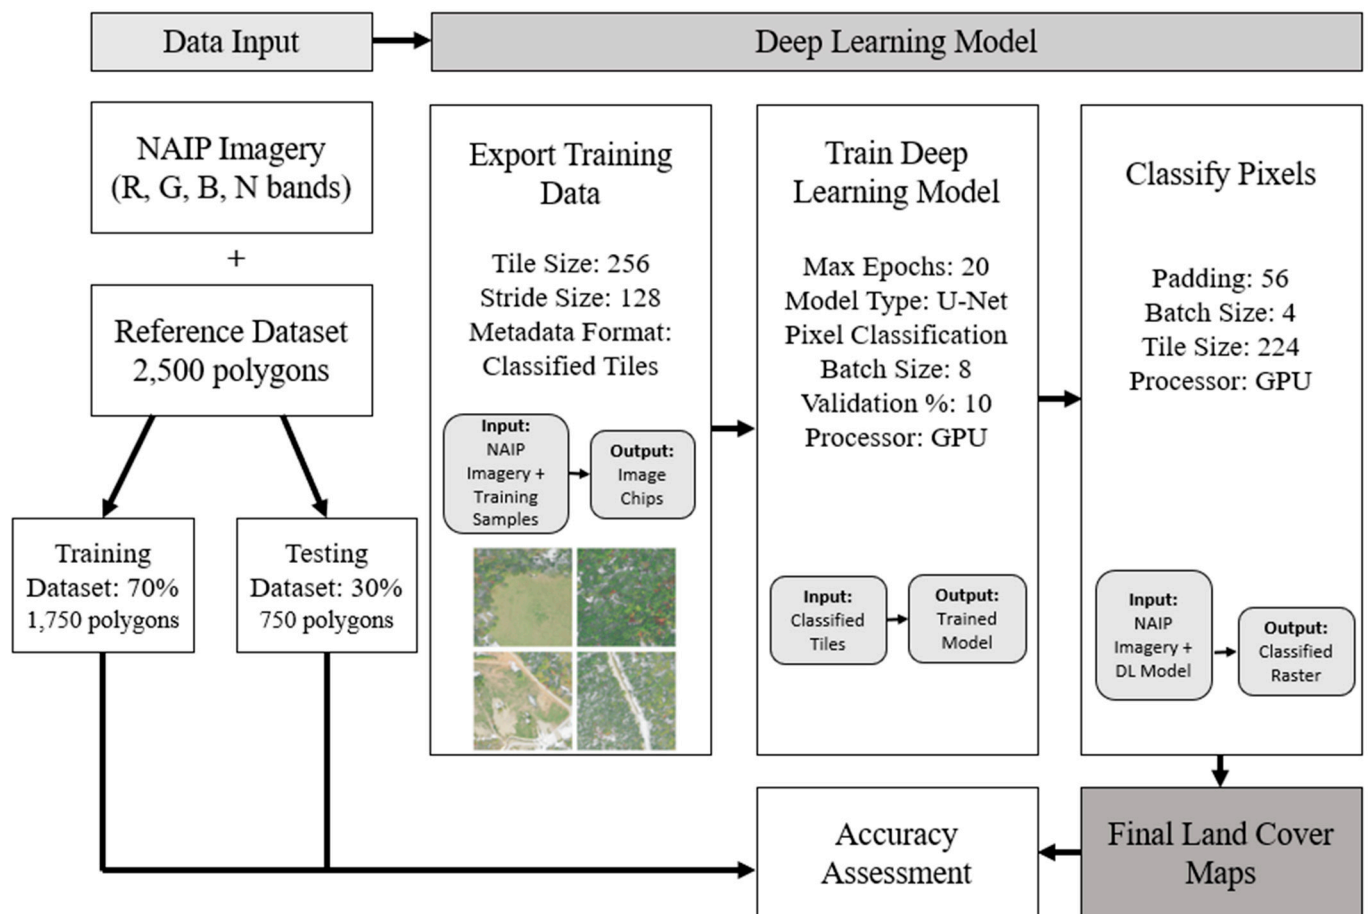 Data Input
Deep Learning Model
NAIP Imagery
(R, G, B, N bands)
+
Reference Dataset
2,500 polygons
Training
Dataset: 70%
1,750 polygons
Testing
Dataset: 30%
750 polygons
Export Training
Data
Tile Size: 256
Stride Size: 128
Metadata Format:
Classified Tiles
Input:
NAIP
Imagery +
Training
Samples
Output:
Image
Chips
Train Deep
Learning Model
Max Epochs: 20
Model Type: U-Net
Pixel Classification
Batch Size: 8
Validation %: 10
Processor: GPU
Input:
Classified
Tiles
Output:
Trained
Model
Classify Pixels
Padding: 56
Batch Size: 4
Tile Size: 224
Processor: GPU
Input:
NAIP
Imagery +
DL Model
Output:
Classified
Raster
Accuracy
Assessment
Final Land Cover
Maps